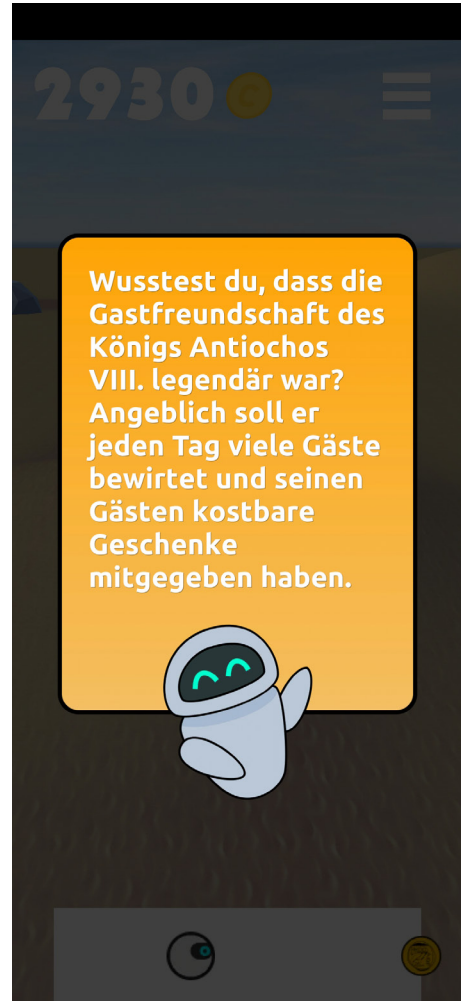 2930
Wusstest du, dass die
Gastfreundschaft des
Königs Antiochos
VIII. legendär war?
Angeblich soll er
jeden Tag viele Gäste
bewirtet und seinen
Gästen kostbare
Geschenke
mitgegeben haben.